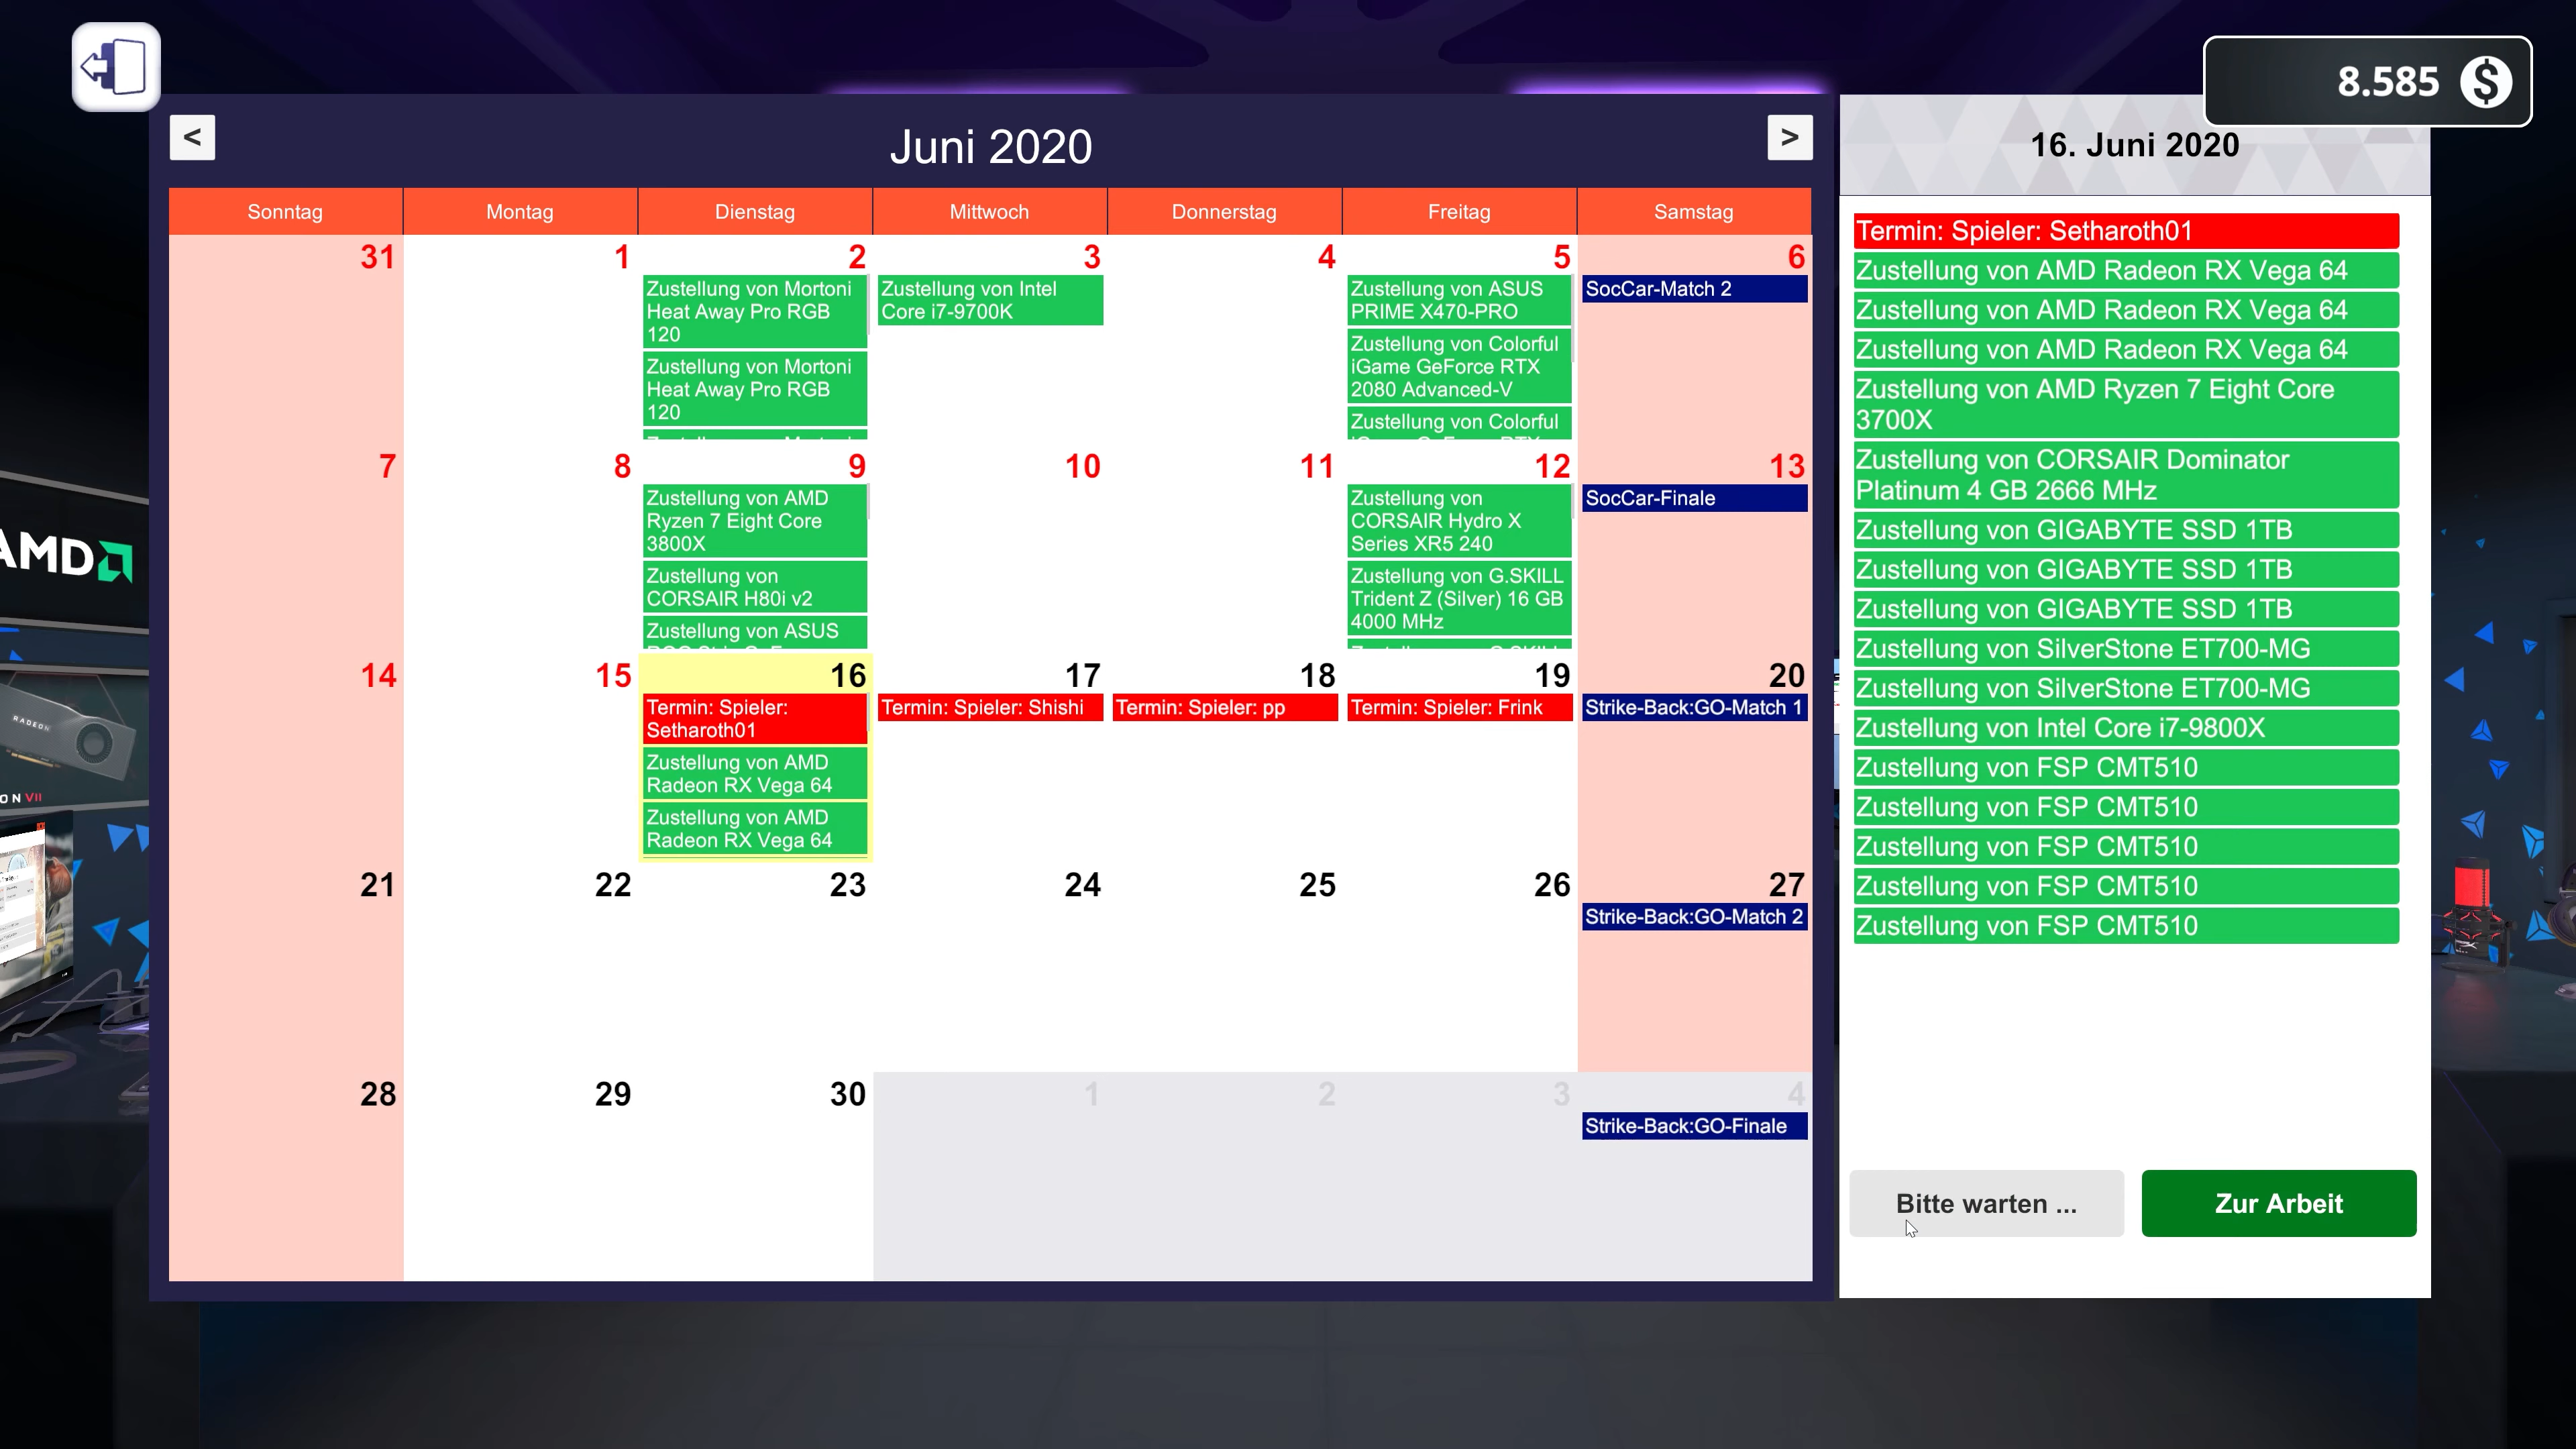 8.585 $
<
Juni 2020
>
16. Juni 2020
Sonntag
Montag
Dienstag
Mittwoch
Donnerstag
Freitag
Samstag
31
1
2
Zustellung von Mortoni
Heat Away Pro RGB
120
Zustellung von Mortoni
Heat Away Pro RGB
120
3
Zustellung von Intel
Core i7-9700K
4
5
Zustellung von ASUS
PRIME X470-PRO
Zustellung von Colorful
iGame GeForce RTX
2080 Advanced-V
Zustellung von Colorful
6
SocCar-Match 2
7
8
9
Zustellung von AMD
Ryzen 7 Eight Core
3800X
Zustellung von
CORSAIR H80i v2
Zustellung von ASUS
10
11
12
Zustellung von
CORSAIR Hydro X
Series XR5 240
Zustellung von G.SKILL
Trident Z (Silver) 16 GB
4000 MHz
13
SocCar-Finale
14
15
16
Termin: Spieler:
Setharoth01
Zustellung von AMD
Radeon RX Vega 64
Zustellung von AMD
Radeon RX Vega 64
17
Termin: Spieler: Shishi
18
Termin: Spieler: pp
19
Termin: Spieler: Frink
20
Strike-Back:GO-Match 1
21
22
23
24
25
26
27
Strike-Back:GO-Match 2
28
29
30
1
2
3
4
Strike-Back:GO-Finale
Termin: Spieler: Setharoth01
Zustellung von AMD Radeon RX Vega 64
Zustellung von AMD Radeon RX Vega 64
Zustellung von AMD Radeon RX Vega 64
Zustellung von AMD Ryzen 7 Eight Core
3700X
Zustellung von CORSAIR Dominator
Platinum 4 GB 2666 MHz
Zustellung von GIGABYTE SSD 1TB
Zustellung von GIGABYTE SSD 1TB
Zustellung von GIGABYTE SSD 1TB
Zustellung von SilverStone ET700-MG
Zustellung von SilverStone ET700-MG
Zustellung von Intel Core i7-9800X
Zustellung von FSP CMT510
Zustellung von FSP CMT510
Zustellung von FSP CMT510
Zustellung von FSP CMT510
Zustellung von FSP CMT510
Bitte warten ...
Zur Arbeit
AMD
RADEON
ON VII